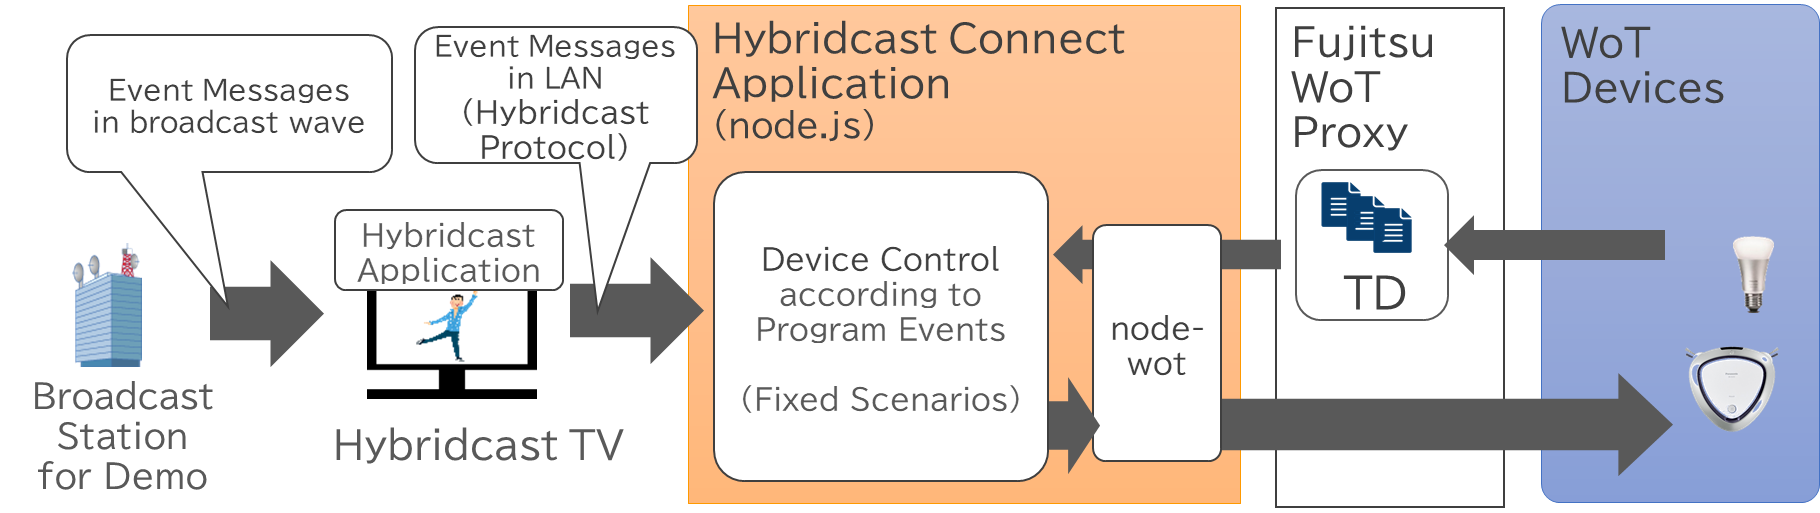 Event Messages
in broadcast wave
Event Messages
in LAN
(Hybridcast
Protocol)
Hybridcast Connect
Application
(node.js)
Fujitsu
WoT
Proxy
WoT
Devices
Hybridcast
Application
Device Control
according to
Program Events
(Fixed Scenarios)
node-
wot
TD
Broadcast
Station
for Demo
Hybridcast TV